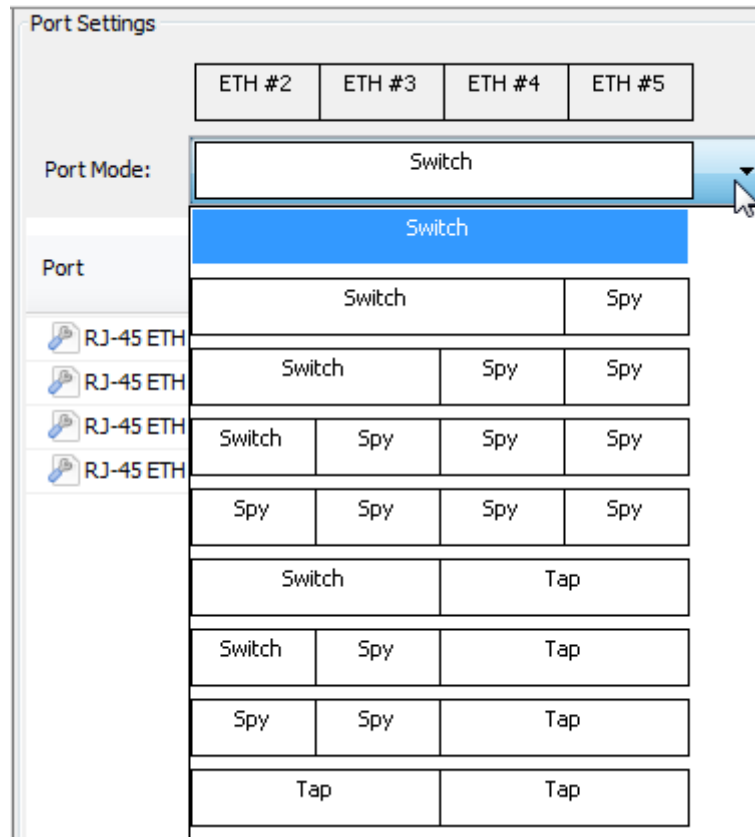 Port Settings
ETH #2 ETH #3 ETH #4 ETH #5
Port Mode: Switch
Switch
Port
Switch Spy
RJ-45 ETH
Switch Spy Spy
RJ-45 ETH
RJ-45 ETH
Switch Spy Spy Spy
RJ-45 ETH
Spy Spy Spy Spy
Switch Tap
Switch Spy Tap
Spy Spy Tap
Tap Tap